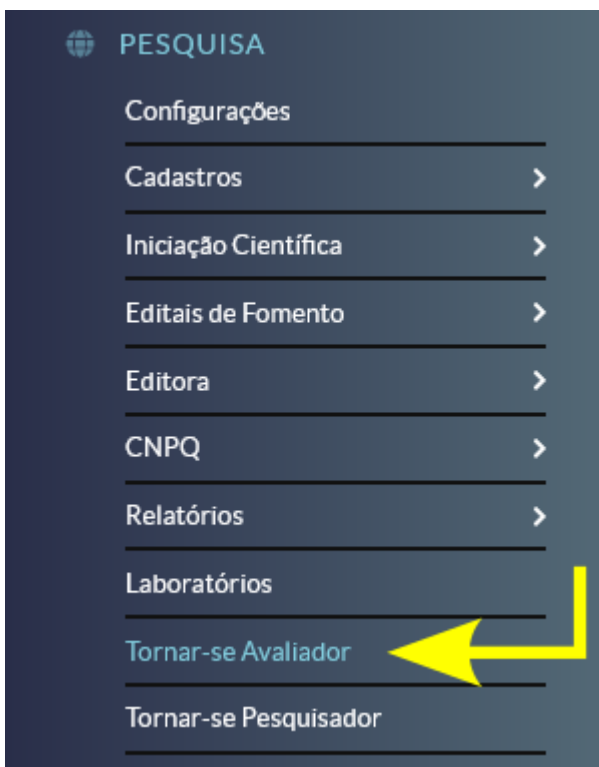 PESQUISA
Configurações
Cadastros
Iniciação Científica
Editais de Fomento
Editora
CNPQ
Relatórios
Laboratórios
Tornar-se Avaliador
Tornar-se Pesquisador